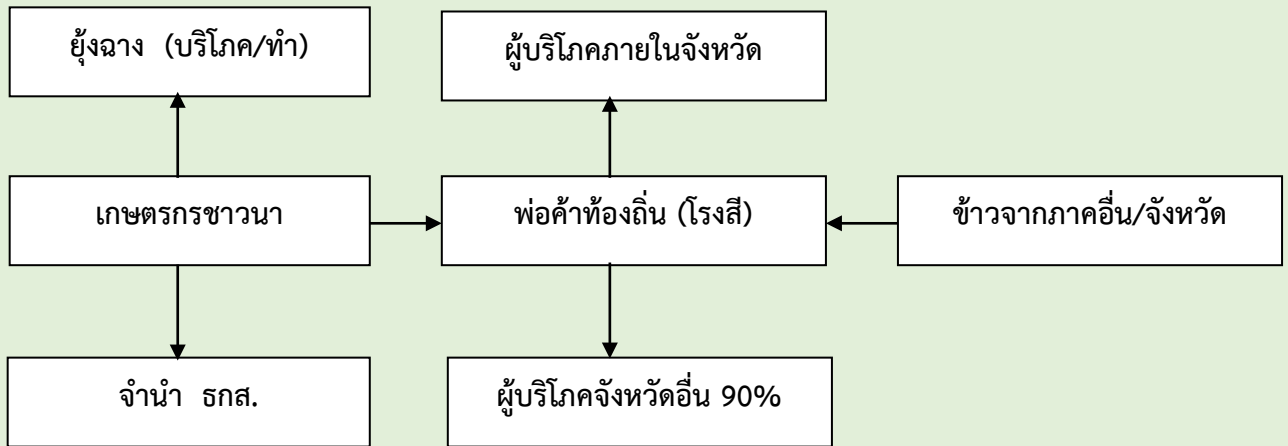 ยุ้งฉาง (บริโภค/ทำ)
ผู้บริโภคภายในจังหวัด
เกษตรกรชาวนา
พ่อค้าท้องถิ่น (โรงสี)
ข้าวจากภาคอื่น/จังหวัด
จำนำ ธกส.
ผู้บริโภคจังหวัดอื่น 90%